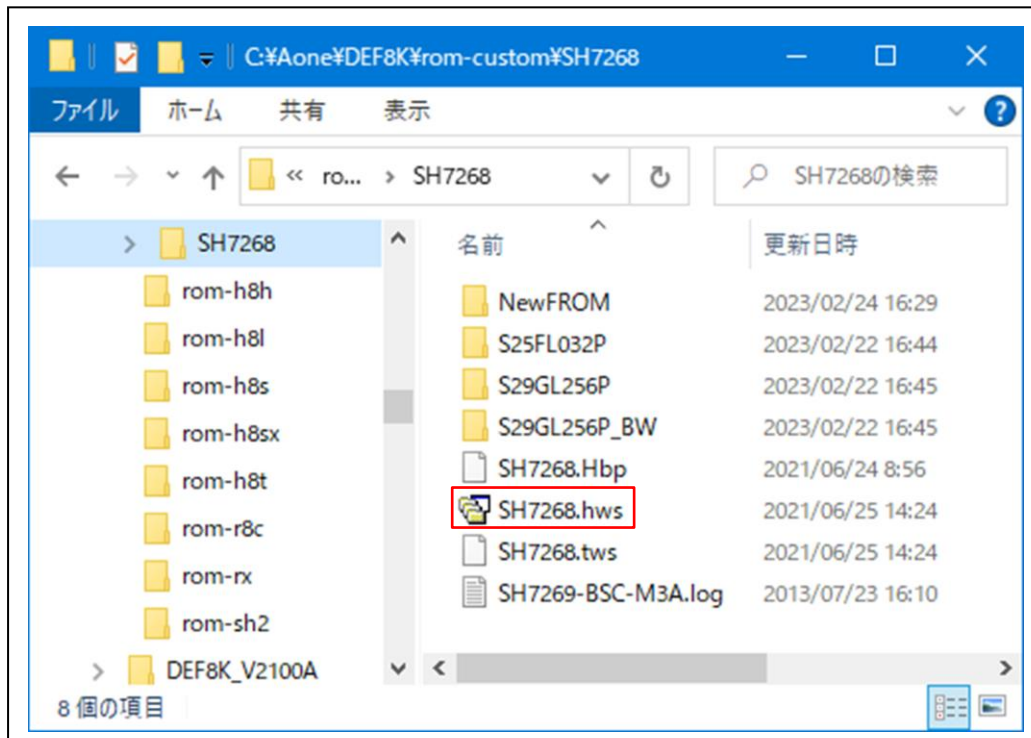 C:¥Aone¥DEF8K¥rom-custom¥SH7268
ファイル ホーム 共有 表示
« ro... › SH7268 SH7268の検索
SH7268
rom-h8h
rom-h8l
rom-h8s
rom-h8sx
rom-h8t
rom-r8c
rom-rx
rom-sh2
DEF8K_V2100A
名前 更新日時
NewFROM 2023/02/24 16:29
S25FL032P 2023/02/22 16:44
S29GL256P 2023/02/22 16:45
S29GL256P_BW 2023/02/22 16:45
SH7268.Hbp 2021/06/24 8:56
SH7268.hws 2021/06/25 14:24
SH7268.tws 2021/06/25 14:24
SH7269-BSC-M3A.log 2013/07/23 16:10
8 個の項目